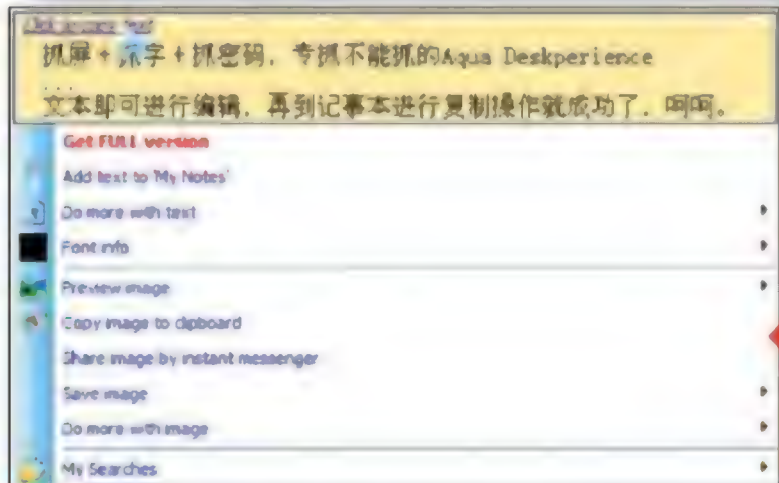 Click to copy text
抓屏+示字+抓密码，专抓不能抓的Aqua Deskperience
文本即可进行编辑，再到记事本进行复制操作就成功了，呵呵。
Get FULL version
Add text to 'My Notes'
Do more with text
Font info
Preview image
Copy image to clipboard
Share image by instant messenger
Save image
Do more with image
My Searches